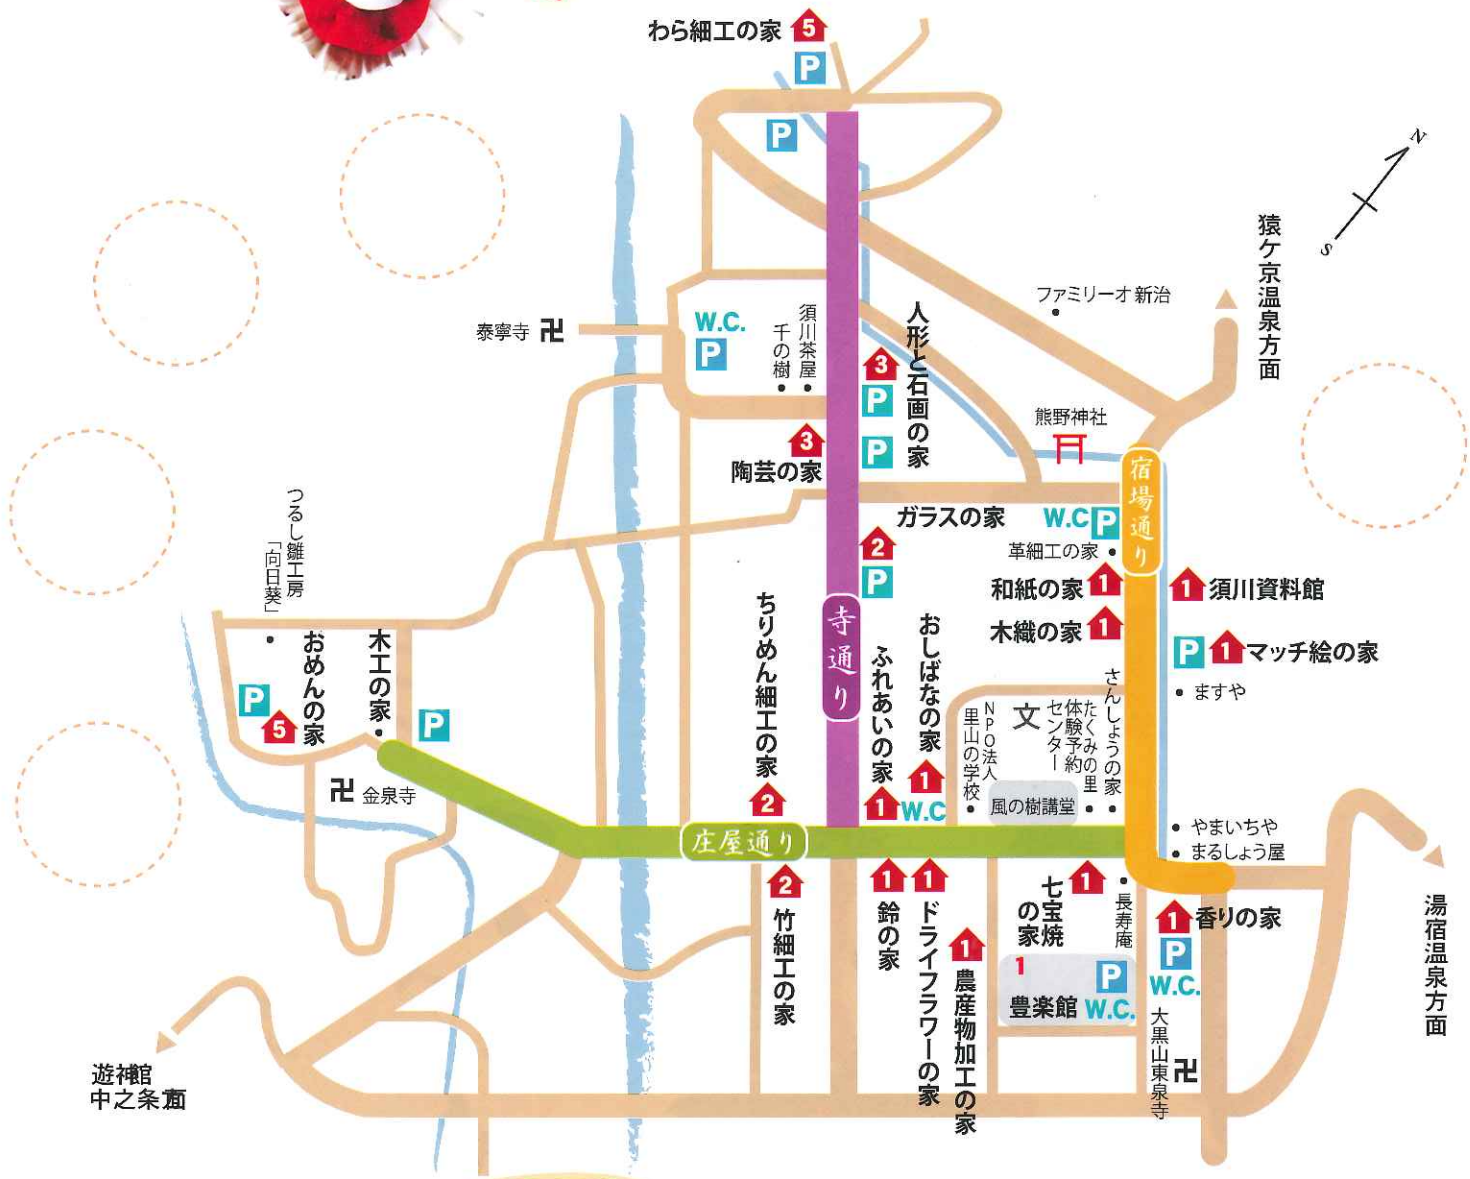 わら細工の家 5
P
P
N
S
猿ケ京温泉方面
ファミリーオ新治
泰寧寺 卍
W.C.
P
須川茶屋
千の樹
3
P
P
人形と石画の家
熊野神社
3
陶芸の家
宿場通り
ガラスの家
W.C P
2
P
革細工の家
和紙の家 1
1 須川資料館
木織の家 1
P 1 マッチ絵の家
ますや
つるし雛工房
「向日葵」
P
5
おめんの家
木工の家
P
卍 金泉寺
寺通り
ちりめん細工の家
2
ふれあいの家
1
おしばなの家
1
W.C
NPO法人
里山の学校
文
たくみの里
体験予約
センター
さんしょうの家
風の樹講堂
庄屋通り
やまいちや
まるしょう屋
2
竹細工の家
1
鈴の家
1
ドライフラワーの家
1
農産物加工の家
1
七宝焼
の家
長寿庵
1 香りの家
P
W.C.
1
豊楽館
P
W.C.
大黒山東泉寺
卍
湯宿温泉方面
遊神館
中之条方面